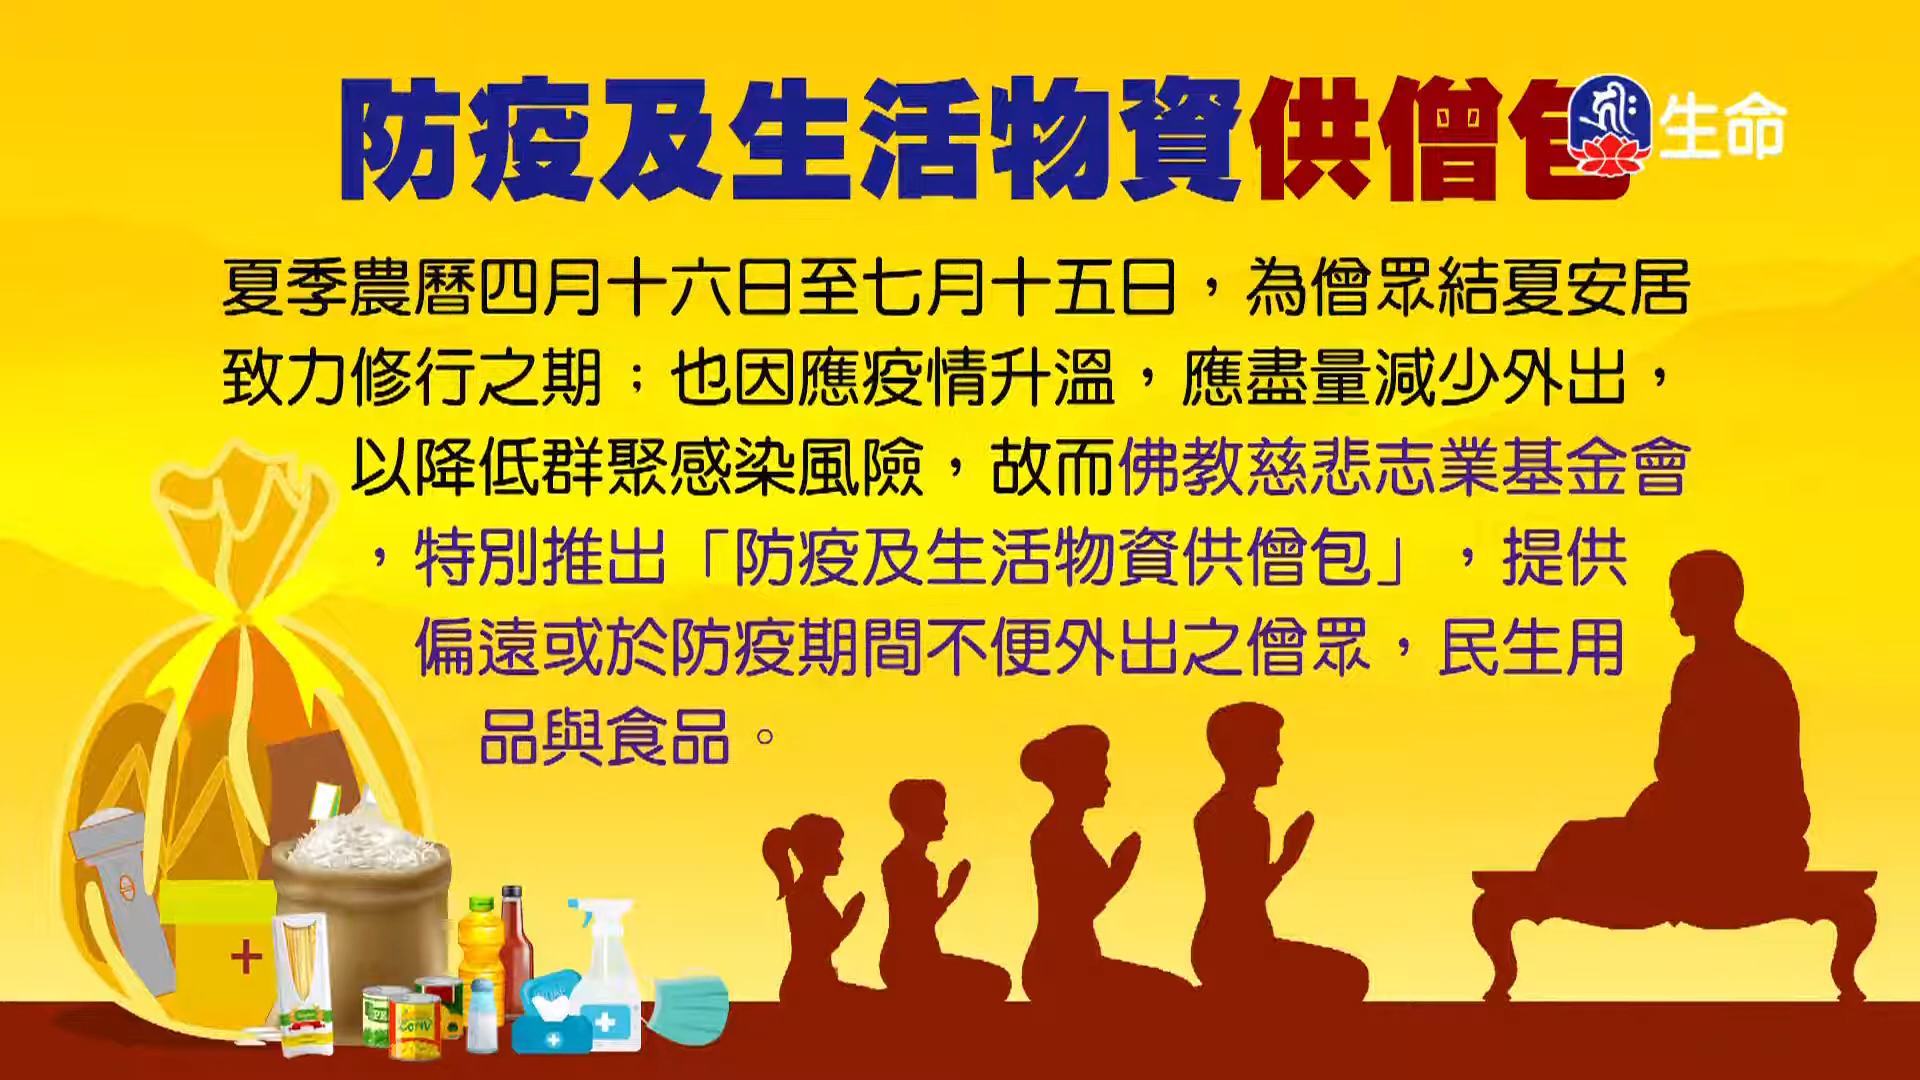 防疫及生活物資供僧包
生命
夏季農曆四月十六日至七月十五日，為僧眾結夏安居
致力修行之期；也因應疫情升溫，應盡量減少外出，
以降低群聚感染風險，故而佛教慈悲志業基金會
，特別推出「防疫及生活物資供僧包」，提供
偏遠或於防疫期間不便外出之僧眾，民生用
品與食品。